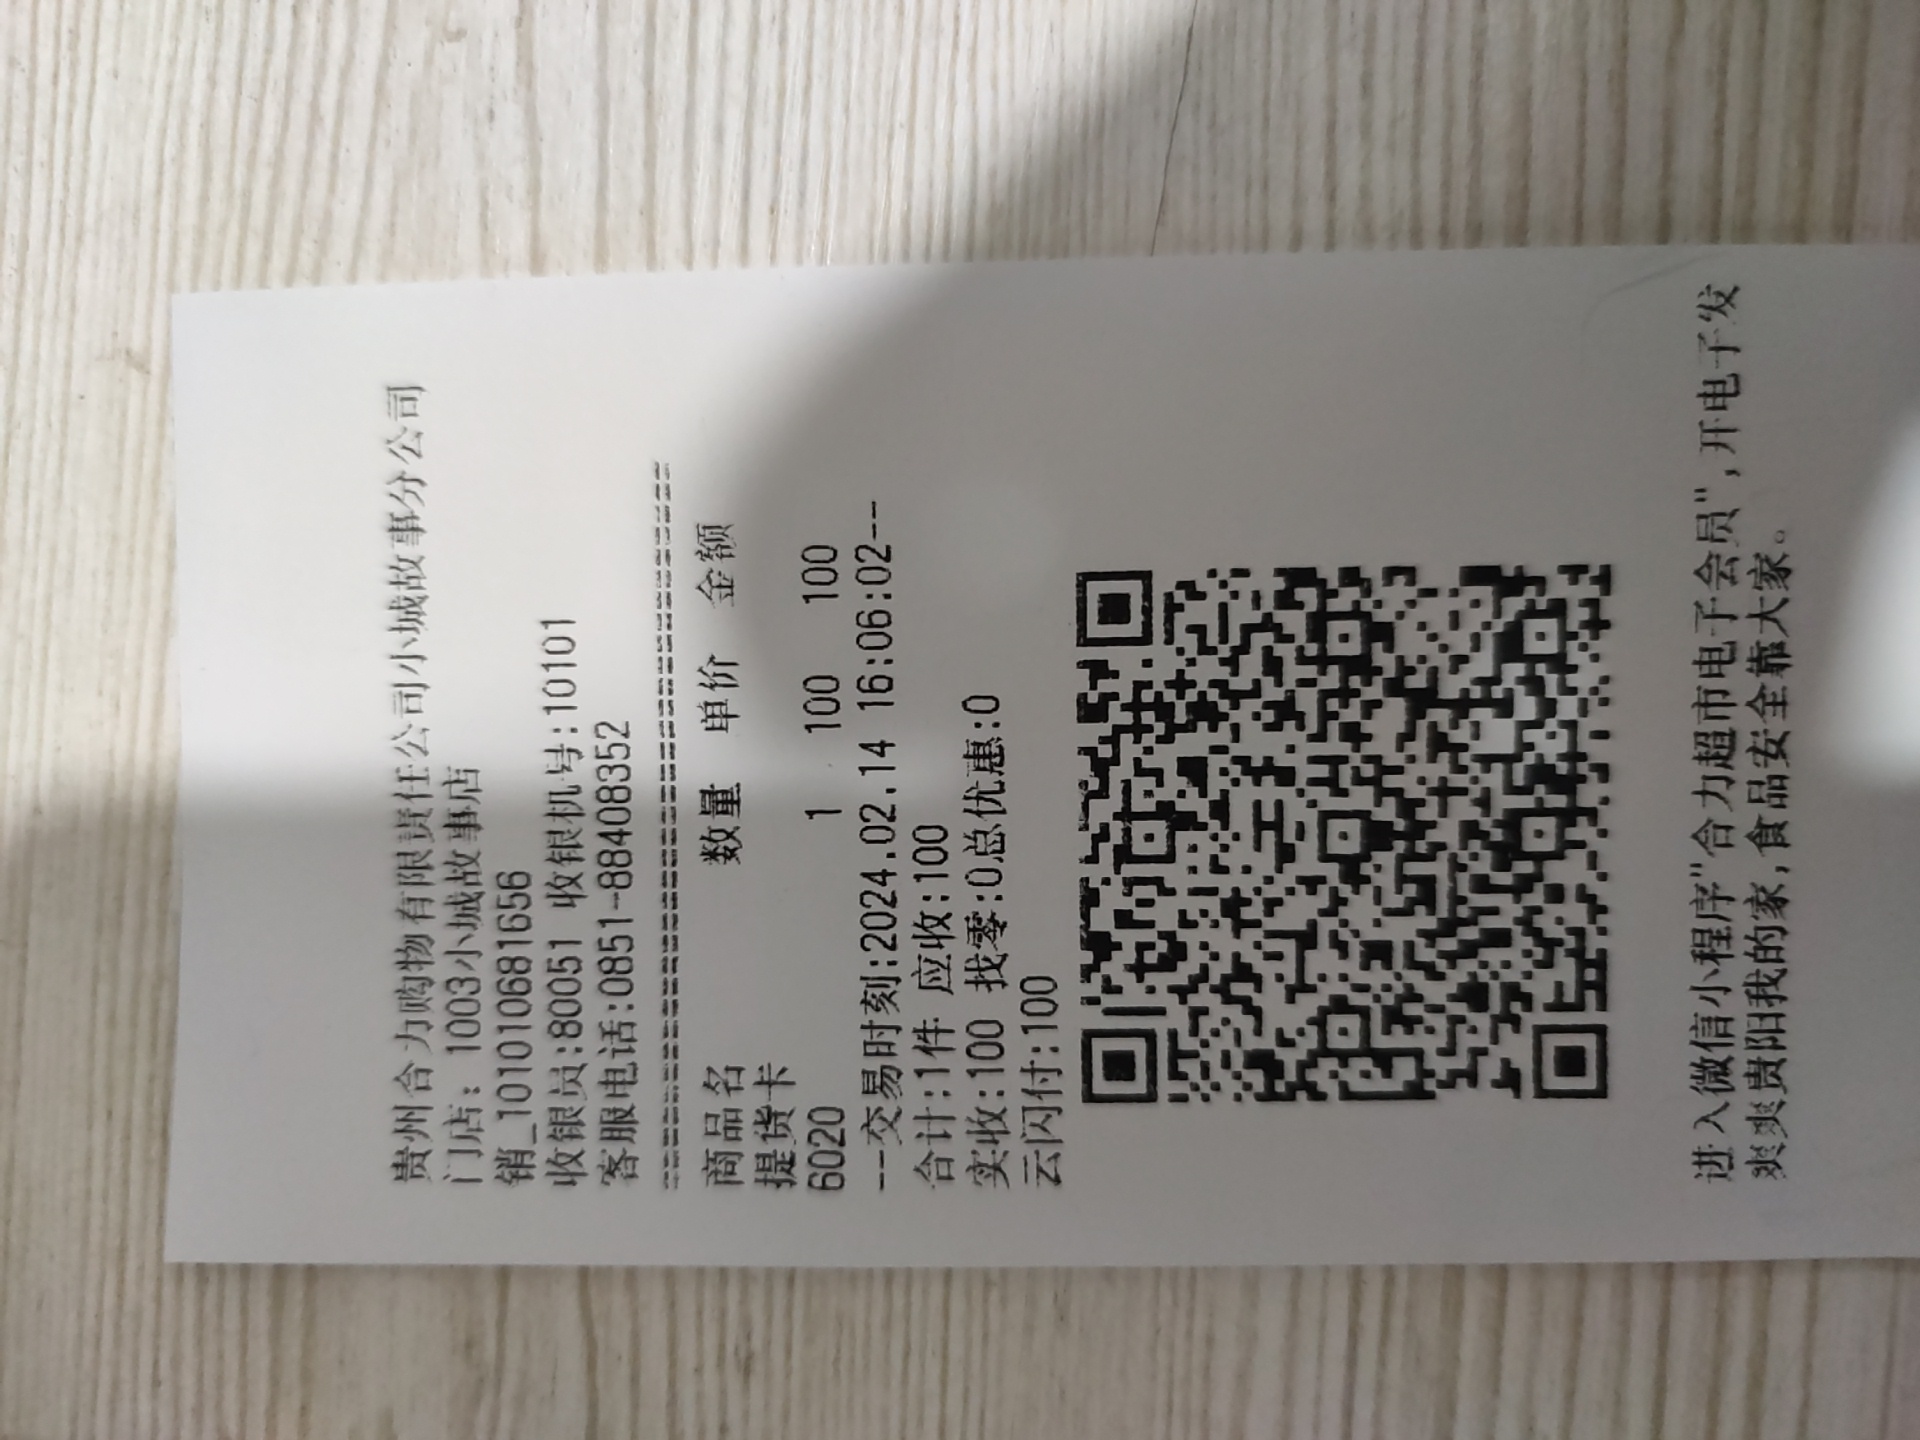 贵州合力购物有限责任公司小城故事分公司
门店: 1003小城故事店
销_1010101010681656
收银员:80051 收银机号:10101
客服电话:0851-88408352
================================
商品名 数量 单价 金额
提货卡
6020 1 100 100
--交易时刻:2024.02.14 16:06:02--
合计:1件 应收:100
实收:100 找零:0总优惠:0
云闪付:100
进入微信小程序"合力超市电子会员",开电子发
爽爽贵阳我的家,食品安全靠大家。